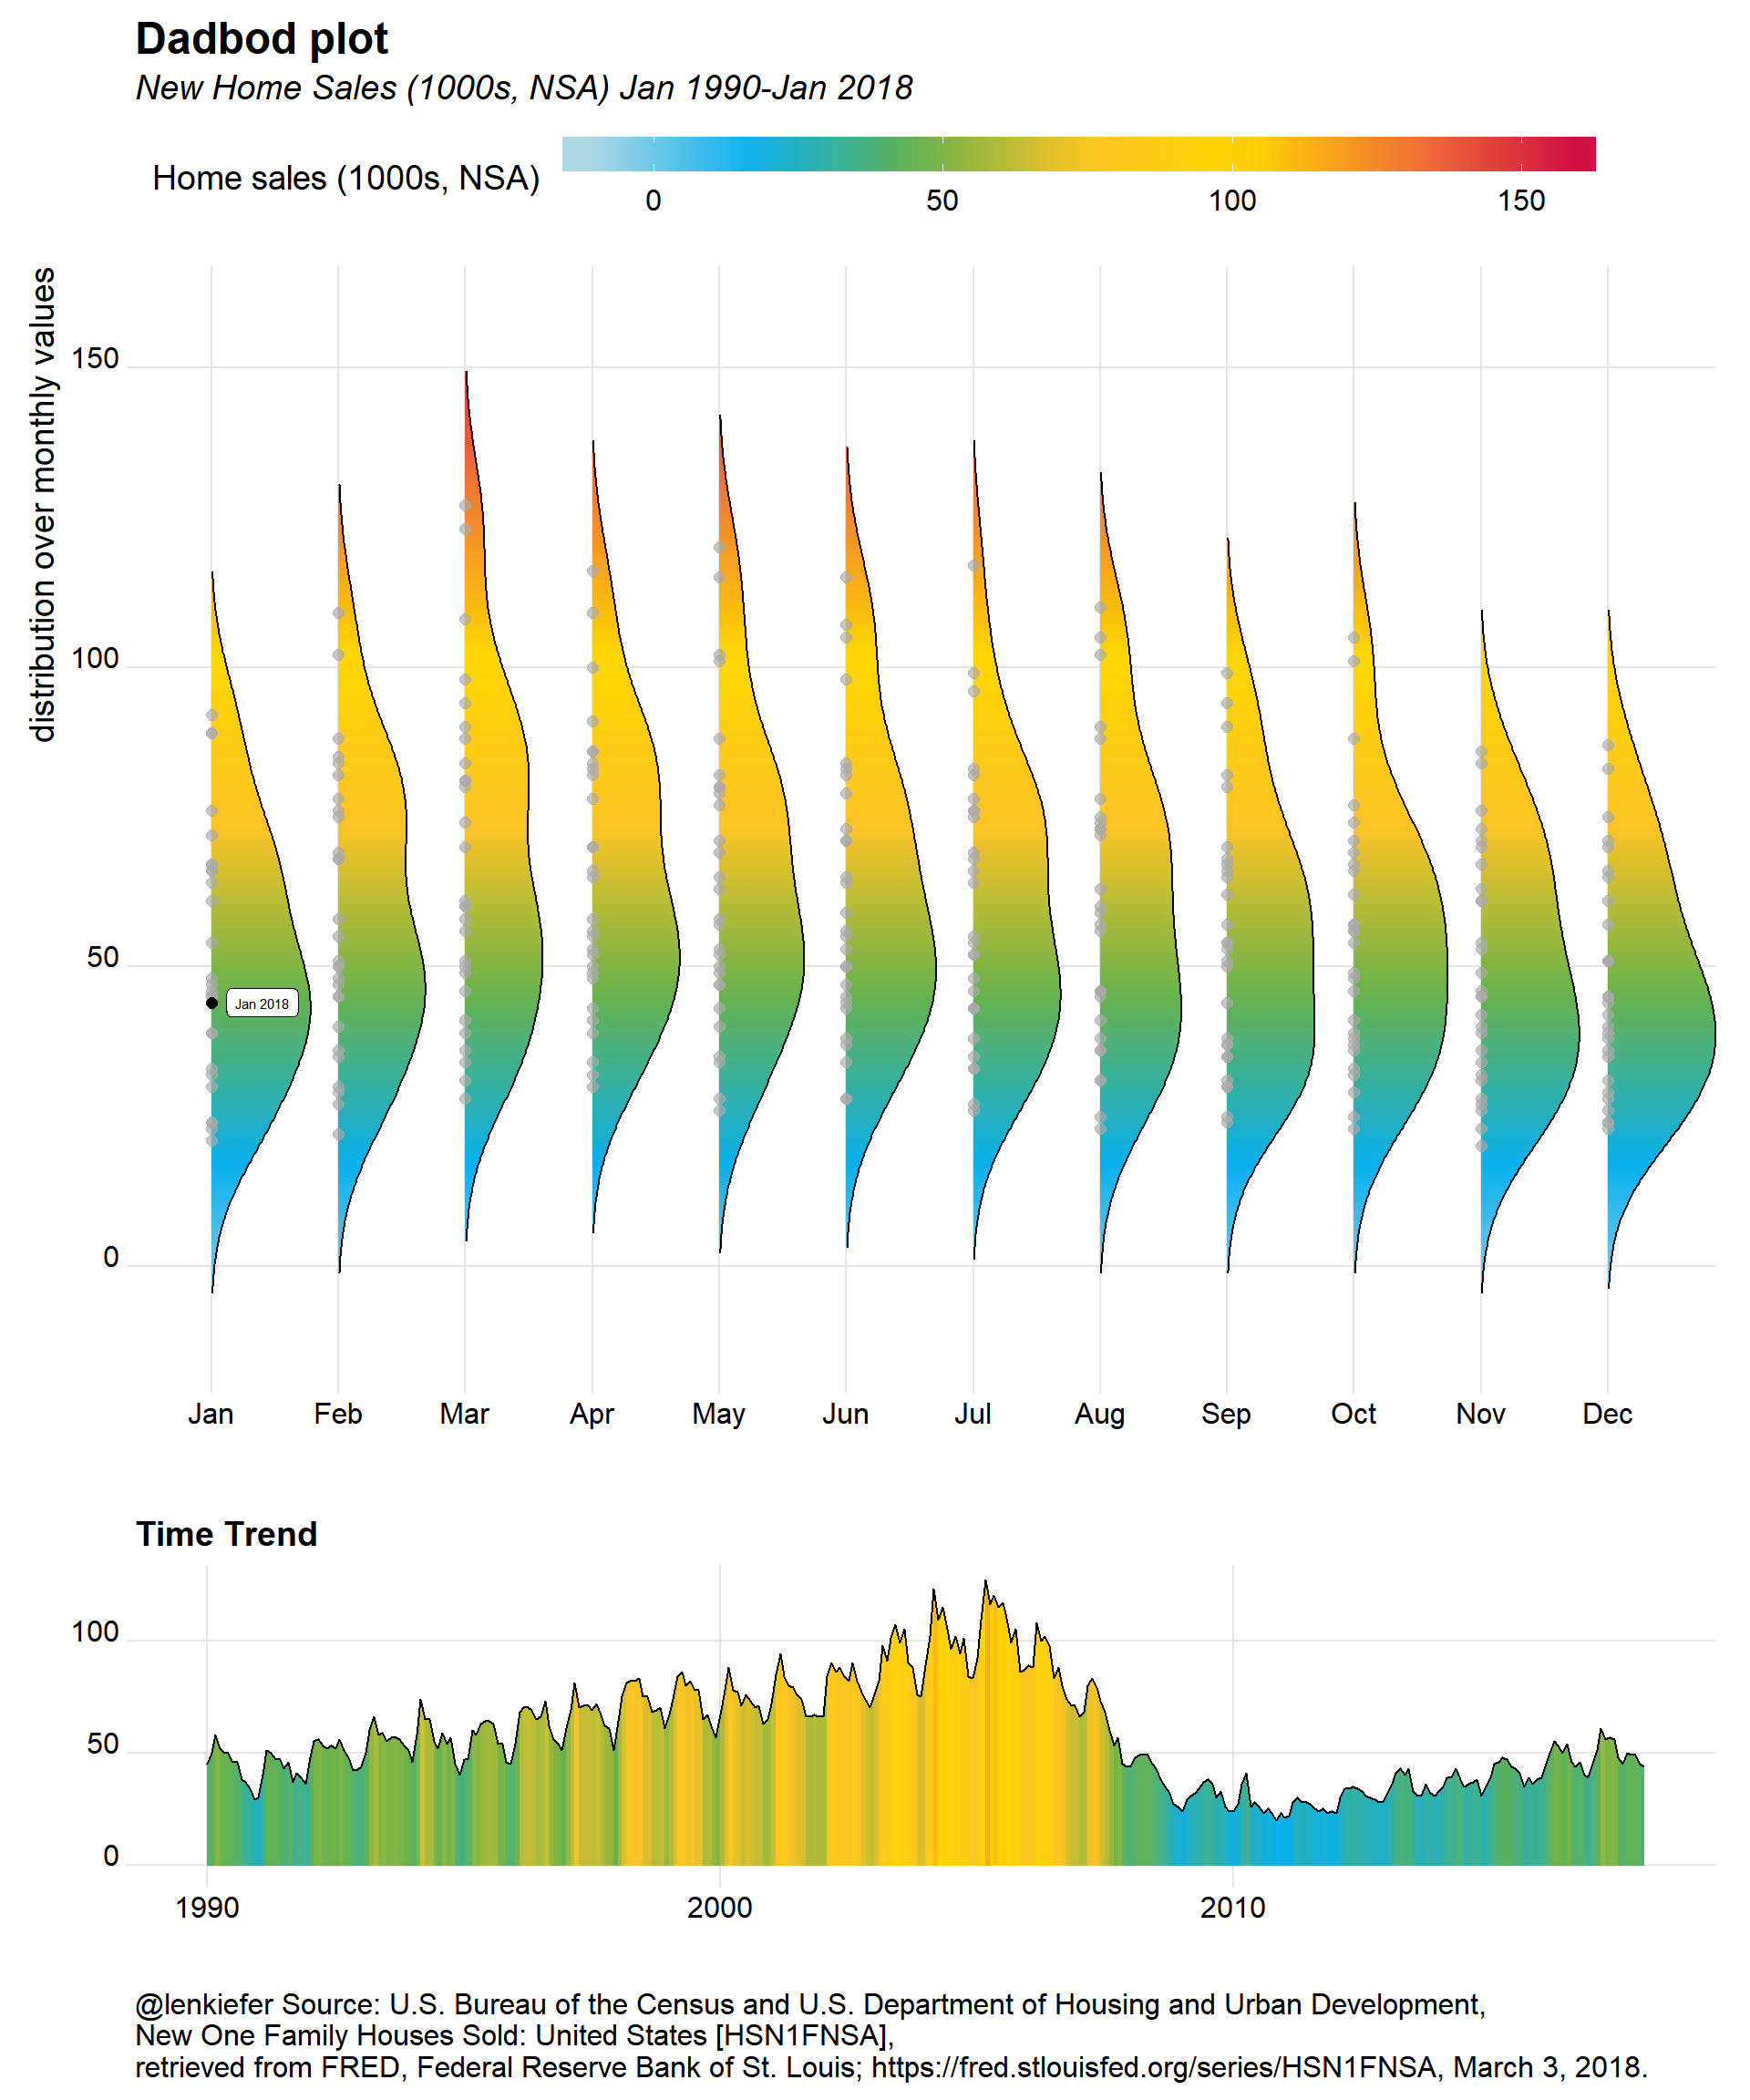 Dadbod plot
New Home Sales (1000s, NSA) Jan 1990-Jan 2018
Home sales (1000s, NSA)
0 50 100 150
distribution over monthly values
150
100
50
0
Jan 2018
Jan Feb Mar Apr May Jun Jul Aug Sep Oct Nov Dec
Time Trend
100
50
0
1990 2000 2010
@lenkiefer Source: U.S. Bureau of the Census and U.S. Department of Housing and Urban Development,
New One Family Houses Sold: United States [HSN1FNSA],
retrieved from FRED, Federal Reserve Bank of St. Louis; https://fred.stlouisfed.org/series/HSN1FNSA, March 3, 2018.